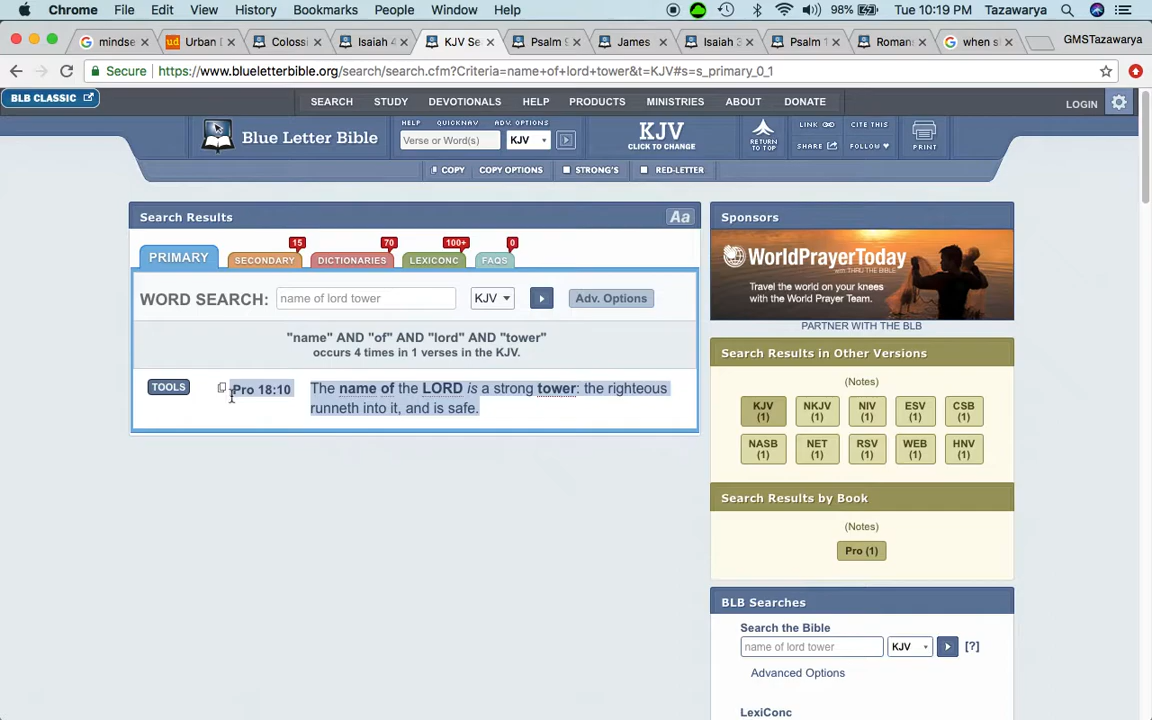 Chrome File Edit View History Bookmarks People Window Help 98% Tue 10:19 PM Tazawarya
mindse Urban D Colossi Isaiah 4 KJV Se Psalm 9 James Isaiah 3 Psalm 1 Roman when s GMSTazawarya
Secure https://www.blueletterbible.org/search/search.cfm?Criteria=name+of+lord+tower&t=KJV#s=s_primary_0_1
BLB CLASSIC SEARCH STUDY DEVOTIONALS HELP PRODUCTS MINISTRIES ABOUT DONATE LOGIN
HELP QUICKNAV ADV. OPTIONS
Blue Letter Bible Verse or Word(s) KJV
KJV
CLICK TO CHANGE
RETURN
TO TOP
LINK CITE THIS
SHARE FOLLOW
PRINT
COPY COPY OPTIONS STRONG'S RED-LETTER
Search Results Aa
15 70 100+ 0
PRIMARY SECONDARY DICTIONARIES LEXICONC FAQS
WORD SEARCH: name of lord tower KJV Adv. Options
"name" AND "of" AND "lord" AND "tower"
occurs 4 times in 1 verses in the KJV.
TOOLS Pro 18:10 The name of the LORD is a strong tower: the righteous
runneth into it, and is safe.
Sponsors
WorldPrayerToday
with THRU THE BIBLE
Travel the world on your knees
with the World Prayer Team.
PARTNER WITH THE BLB
Search Results in Other Versions
(Notes)
KJV NKJV NIV ESV CSB
(1) (1) (1) (1) (1)
NASB NET RSV WEB HNV
(1) (1) (1) (1) (1)
Search Results by Book
(Notes)
Pro (1)
BLB Searches
Search the Bible
name of lord tower KJV [?]
Advanced Options
LexiConc